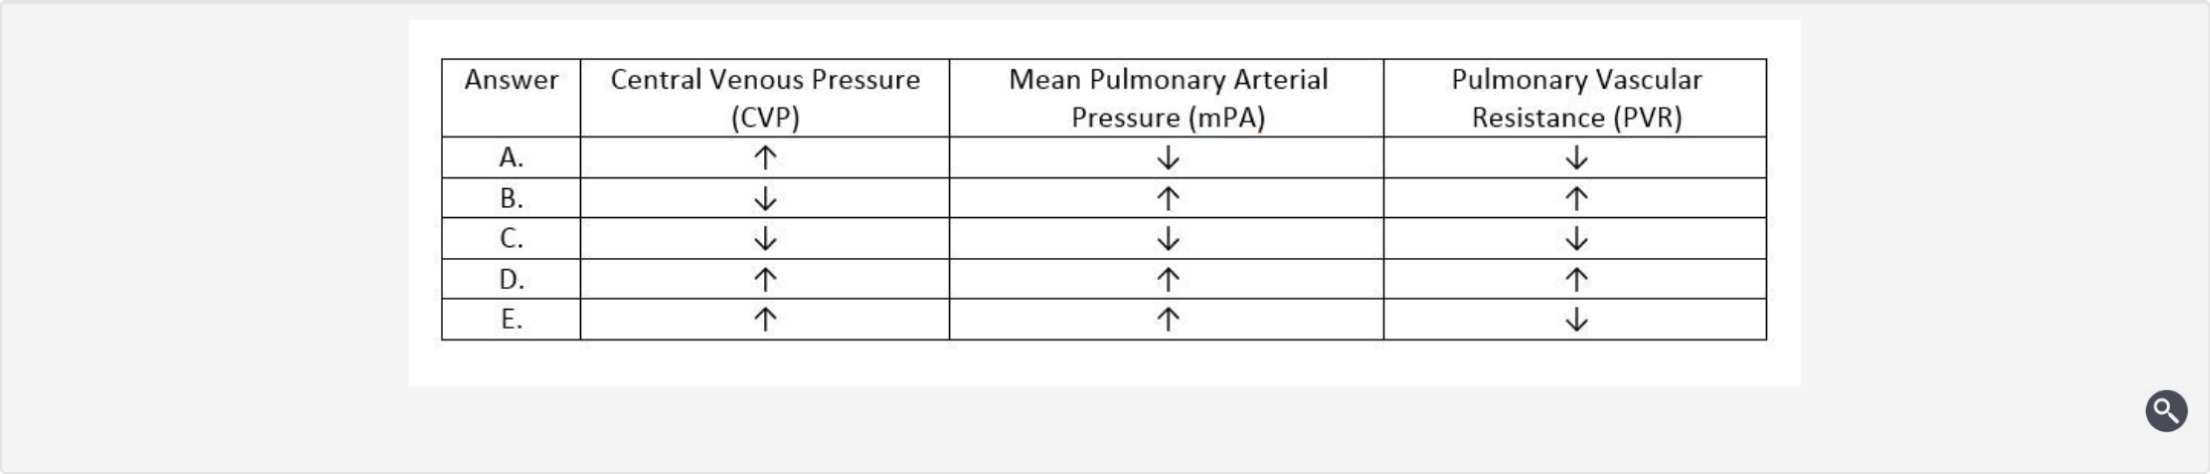 Answer Central Venous Pressure (CVP) Mean Pulmonary Arterial Pressure (mPA) Pulmonary Vascular Resistance (PVR)
A. ↑ ↓ ↓
B. ↓ ↑ ↑
C. ↓ ↓ ↓
D. ↑ ↑ ↑
E. ↑ ↑ ↓